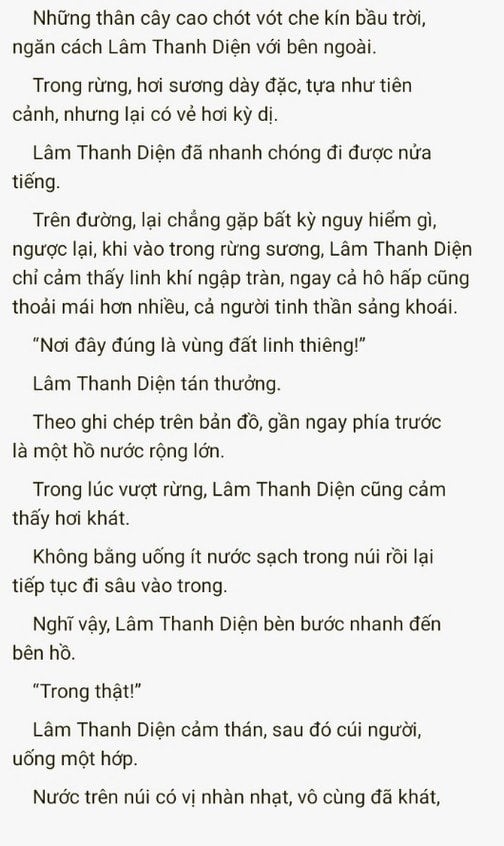 Những thân cây cao chót vót che kín bầu trời,
ngăn cách Lâm Thanh Diện với bên ngoài.
Trong rừng, hơi sương dày đặc, tựa như tiên
cảnh, nhưng lại có vẻ hơi kỳ dị.
Lâm Thanh Diện đã nhanh chóng đi được nửa
tiếng.
Trên đường, lại chẳng gặp bất kỳ nguy hiểm gì,
ngược lại, khi vào trong rừng sương, Lâm Thanh Diện
chỉ cảm thấy linh khí ngập tràn, ngay cả hô hấp cũng
thoải mái hơn nhiều, cả người tinh thần sảng khoái.
“Nơi đây đúng là vùng đất linh thiêng!”
Lâm Thanh Diện tán thưởng.
Theo ghi chép trên bản đồ, gần ngay phía trước
là một hồ nước rộng lớn.
Trong lúc vượt rừng, Lâm Thanh Diện cũng cảm
thấy hơi khát.
Không bằng uống ít nước sạch trong núi rồi lại
tiếp tục đi sâu vào trong.
Nghĩ vậy, Lâm Thanh Diện bèn bước nhanh đến
bên hồ.
“Trong thật!”
Lâm Thanh Diện cảm thán, sau đó cúi người,
uống một hớp.
Nước trên núi có vị nhàn nhạt, vô cùng đã khát,